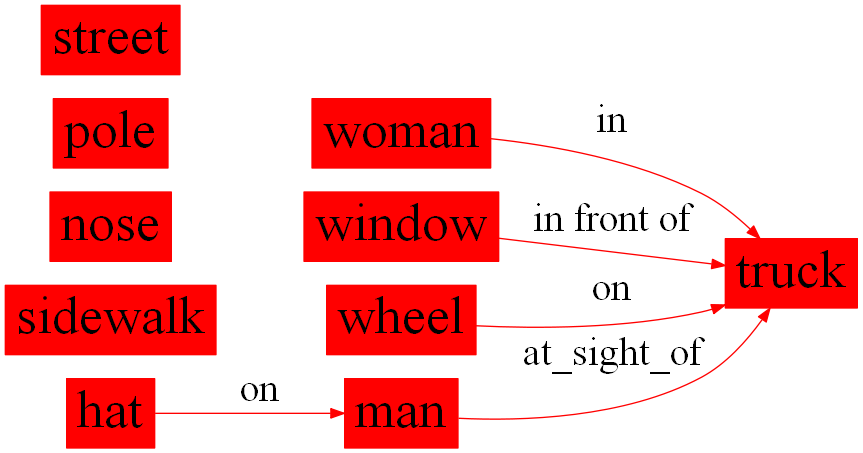 street
pole
woman
in
nose
window
in front of
truck
sidewalk
wheel
on
at_sight_of
hat
on
man